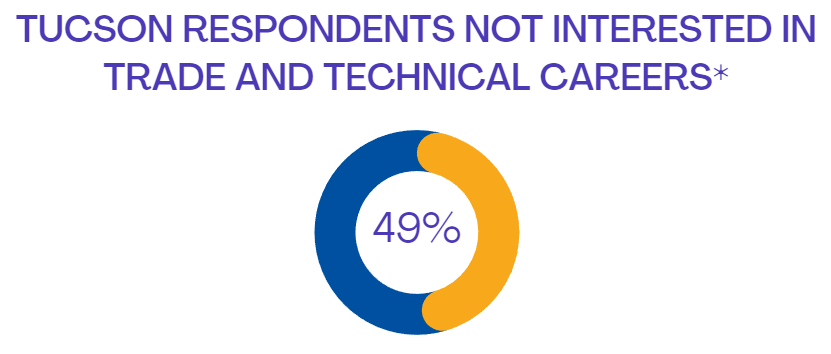 TUCSON RESPONDENTS NOT INTERESTED IN
TRADE AND TECHNICAL CAREERS*
49%